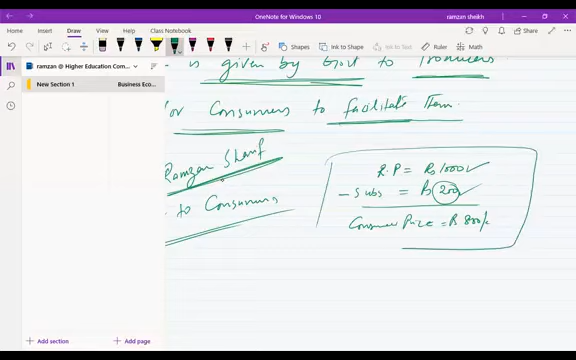 OneNote for Windows 10
ramzan sheikh
Home Insert Draw View Help Class Notebook
Shapes Ink to Shape Ink to Text Ruler Math
ramzan @ Higher Education Com...
New Section 1 Business Eco...
is given by Govt to Producers
or Consumers to facilitate them
Ramzan Sharif
to Consumers
R.P = Rs 1000
- Subs = Rs 200
Consumer Prize = Rs 800/-
Add section Add page